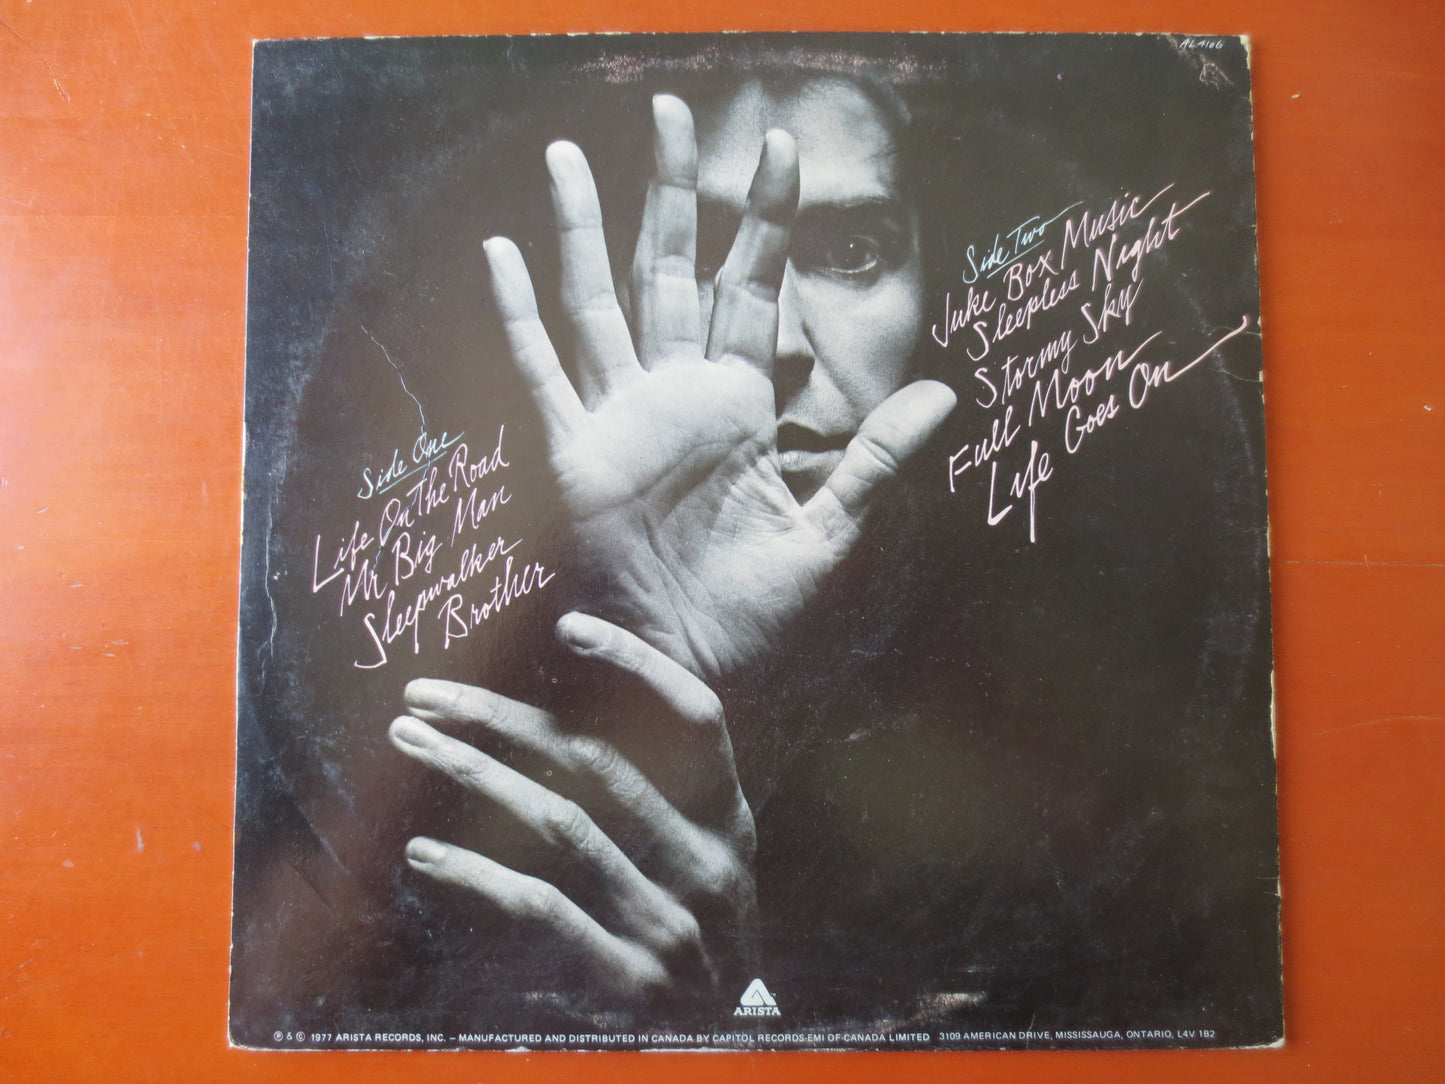 AL 4106
Side One
Life On The Road
Mr Big Man
Sleepwalker
Brother
Side Two
Juke Box Music
Sleepless Night
Stormy Sky
Full Moon
Life Goes On
ARISTA
℗ & © 1977 ARISTA RECORDS, INC. – MANUFACTURED AND DISTRIBUTED IN CANADA BY CAPITOL RECORDS-EMI OF CANADA LIMITED 3109 AMERICAN DRIVE, MISSISSAUGA, ONTARIO, L4V 1B2